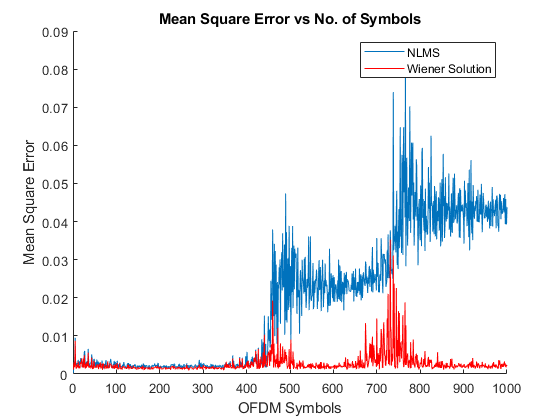 Mean Square Error vs No. of Symbols
NLMS
Wiener Solution
Mean Square Error
0.09
0.08
0.07
0.06
0.05
0.04
0.03
0.02
0.01
0
0 100 200 300 400 500 600 700 800 900 1000
OFDM Symbols